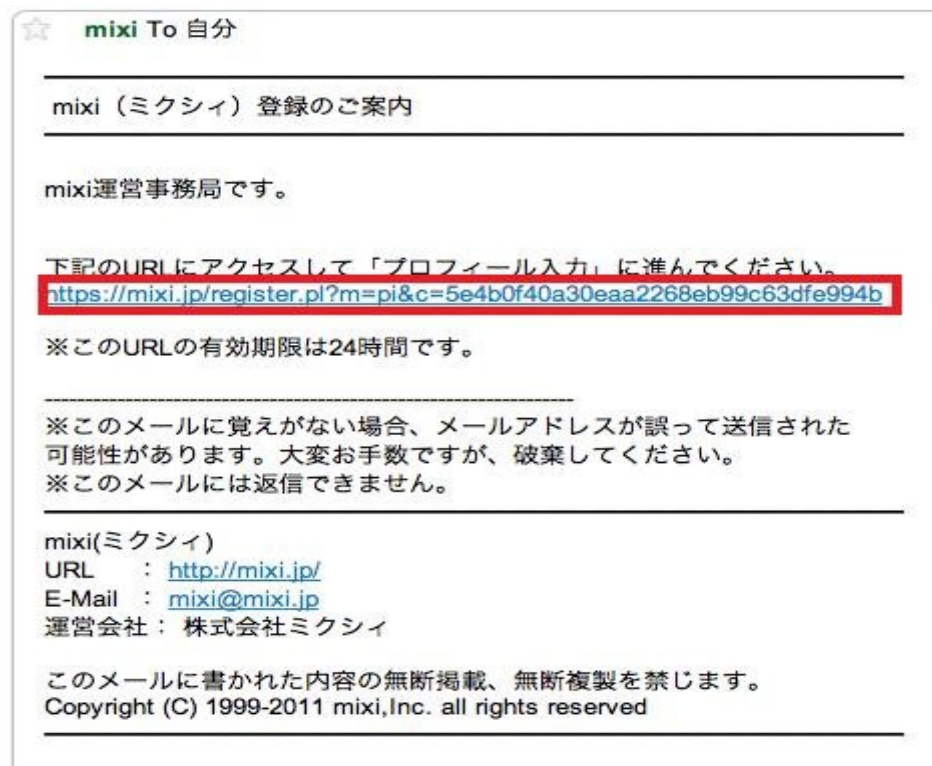 mixi To 自分
mixi（ミクシィ）登録のご案内
mixi運営事務局です。
下記のURLにアクセスして「プロフィール入力」に進んでください。
https://mixi.jp/register.pl?m=pi&c=5e4b0f40a30eaa2268eb99c63dfe994b
※このURLの有効期限は24時間です。
※このメールに覚えがない場合、メールアドレスが誤って送信された
可能性があります。大変お手数ですが、破棄してください。
※このメールには返信できません。
mixi(ミクシィ)
URL ： http://mixi.jp/
E-Mail ： mixi@mixi.jp
運営会社： 株式会社ミクシィ
このメールに書かれた内容の無断掲載、無断複製を禁じます。
Copyright (C) 1999-2011 mixi,Inc. all rights reserved